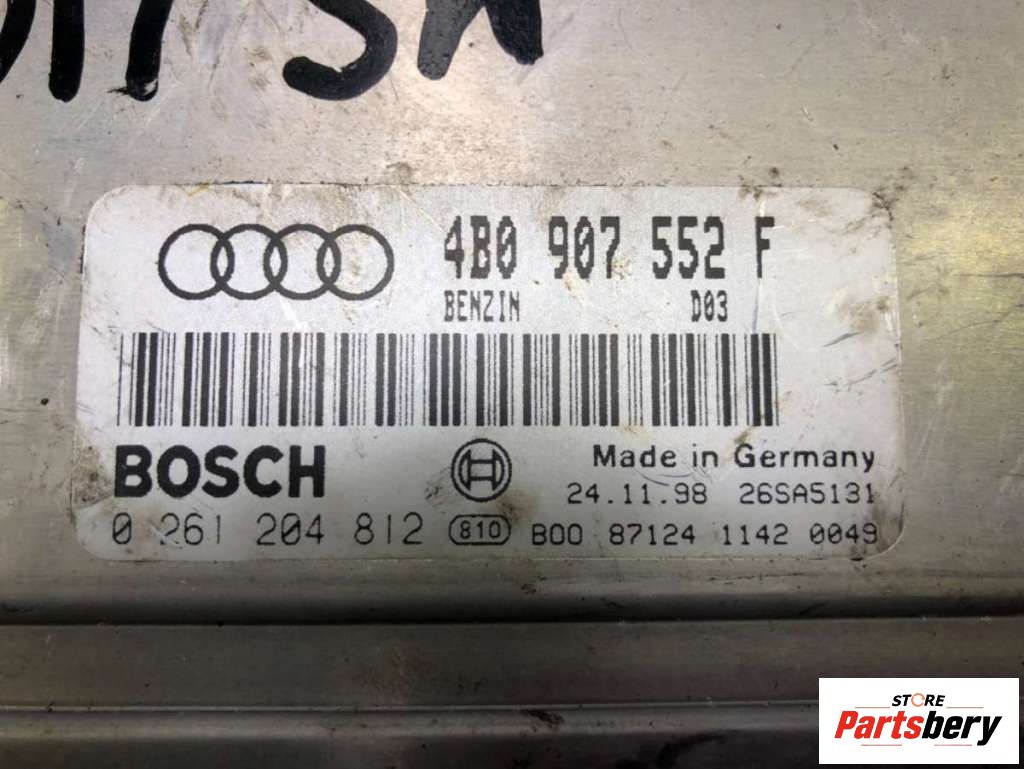 4B0 907 552 F
BENZIN D03
BOSCH
Made in Germany
24.11.98 26SA5131
0 261 204 812 810 B00 87124 1142 0049
STORE
Partsbery